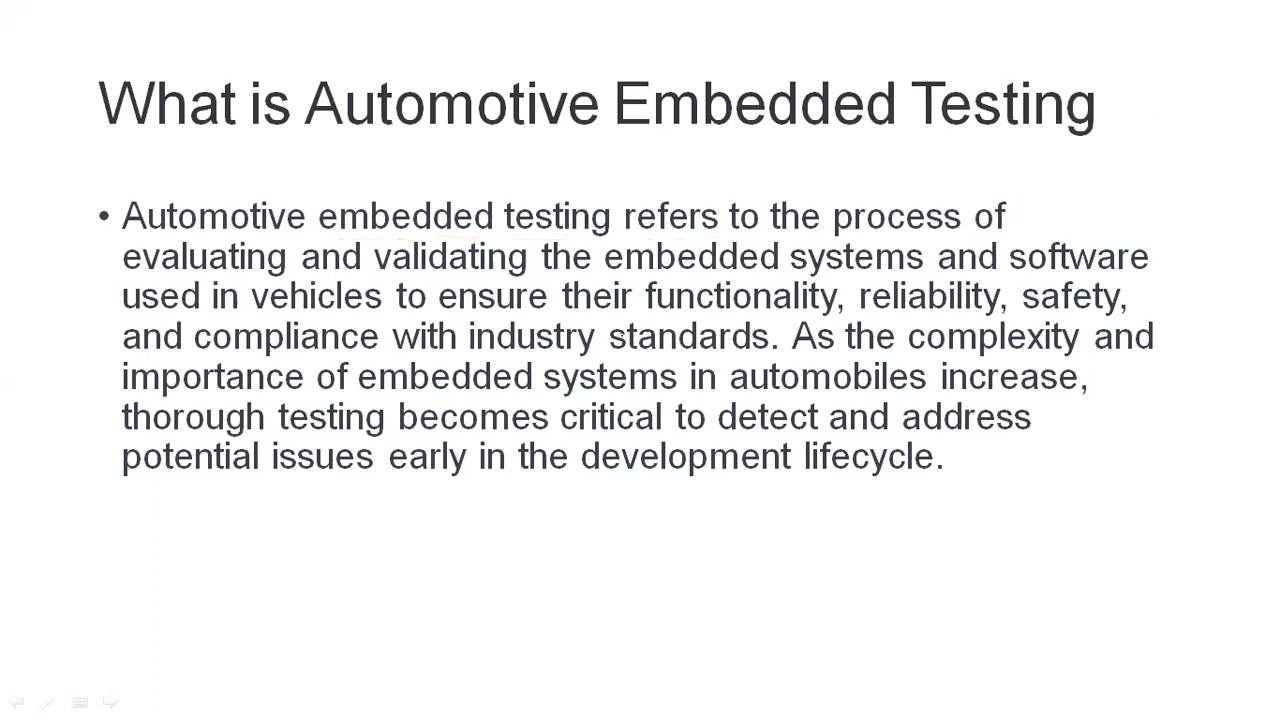 What is Automotive Embedded Testing
• Automotive embedded testing refers to the process of
evaluating and validating the embedded systems and software
used in vehicles to ensure their functionality, reliability, safety,
and compliance with industry standards. As the complexity and
importance of embedded systems in automobiles increase,
thorough testing becomes critical to detect and address
potential issues early in the development lifecycle.